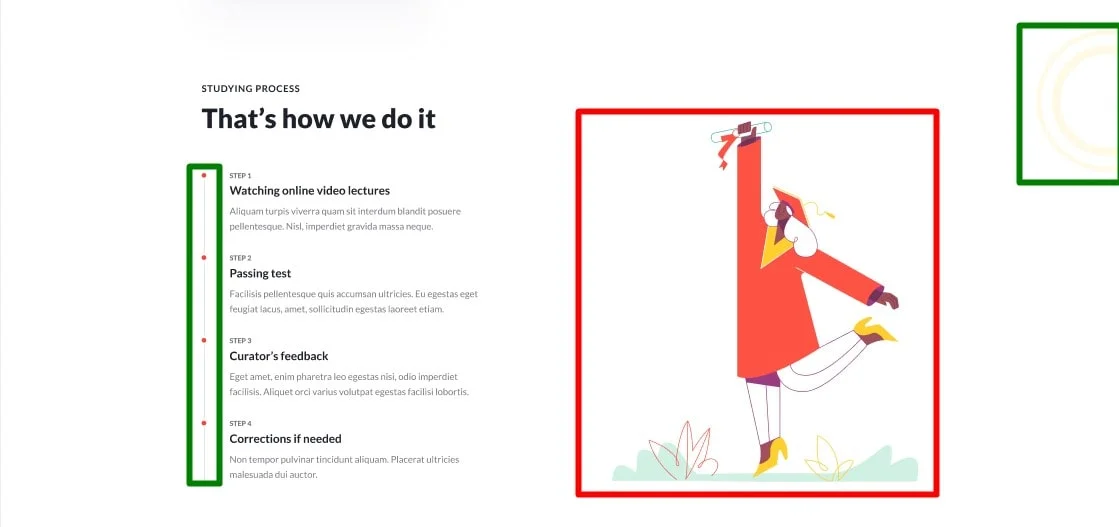 STUDYING PROCESS
That's how we do it
STEP 1
Watching online video lectures
Aliquam turpis viverra quam sit interdum blandit posuere
pellentesque. Nisl, imperdiet gravida massa neque.
STEP 2
Passing test
Facilisis pellentesque quis accumsan ultricies. Eu egestas eget
feugiat lacus, amet, sollicitudin egestas laoreet etiam.
STEP 3
Curator's feedback
Eget amet, enim pharetra leo egestas nisi, odio imperdiet
facilisis. Aliquet orci varius volutpat egestas facilisi lobortis.
STEP 4
Corrections if needed
Non tempor pulvinar tincidunt aliquam. Placerat ultricies
malesuada dui auctor.